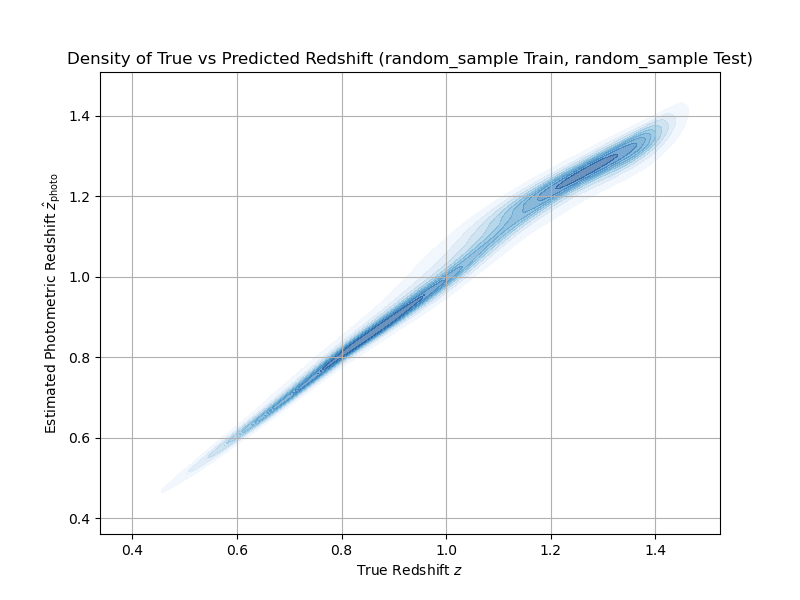 Density of True vs Predicted Redshift (random_sample Train, random_sample Test)
Estimated Photometric Redshift ẑ_photo
1.4
1.2
1.0
0.8
0.6
0.4
0.4 0.6 0.8 1.0 1.2 1.4
True Redshift z